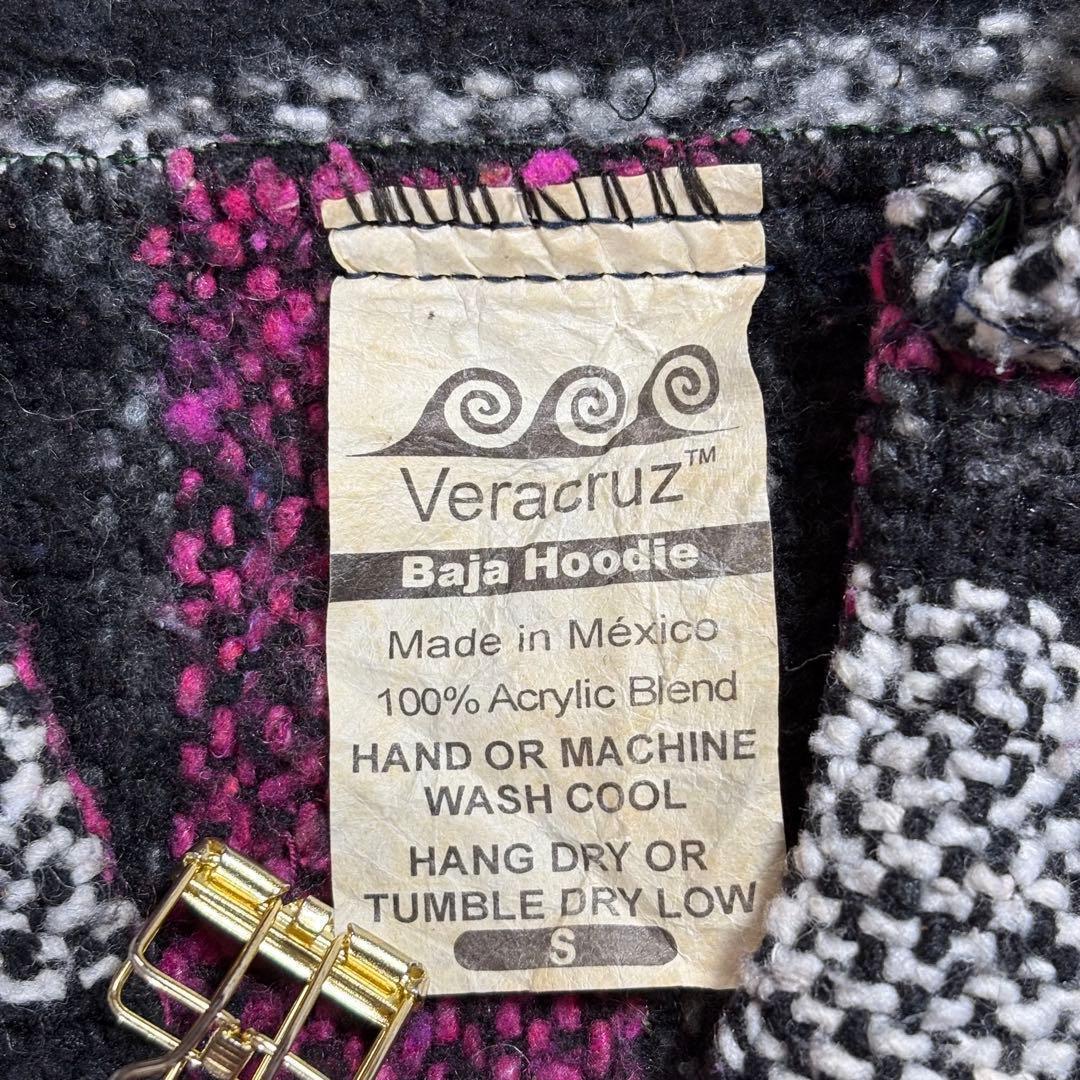 Veracruz™
Baja Hoodie
Made in México
100% Acrylic Blend
HAND OR MACHINE
WASH COOL
HANG DRY OR
TUMBLE DRY LOW
S